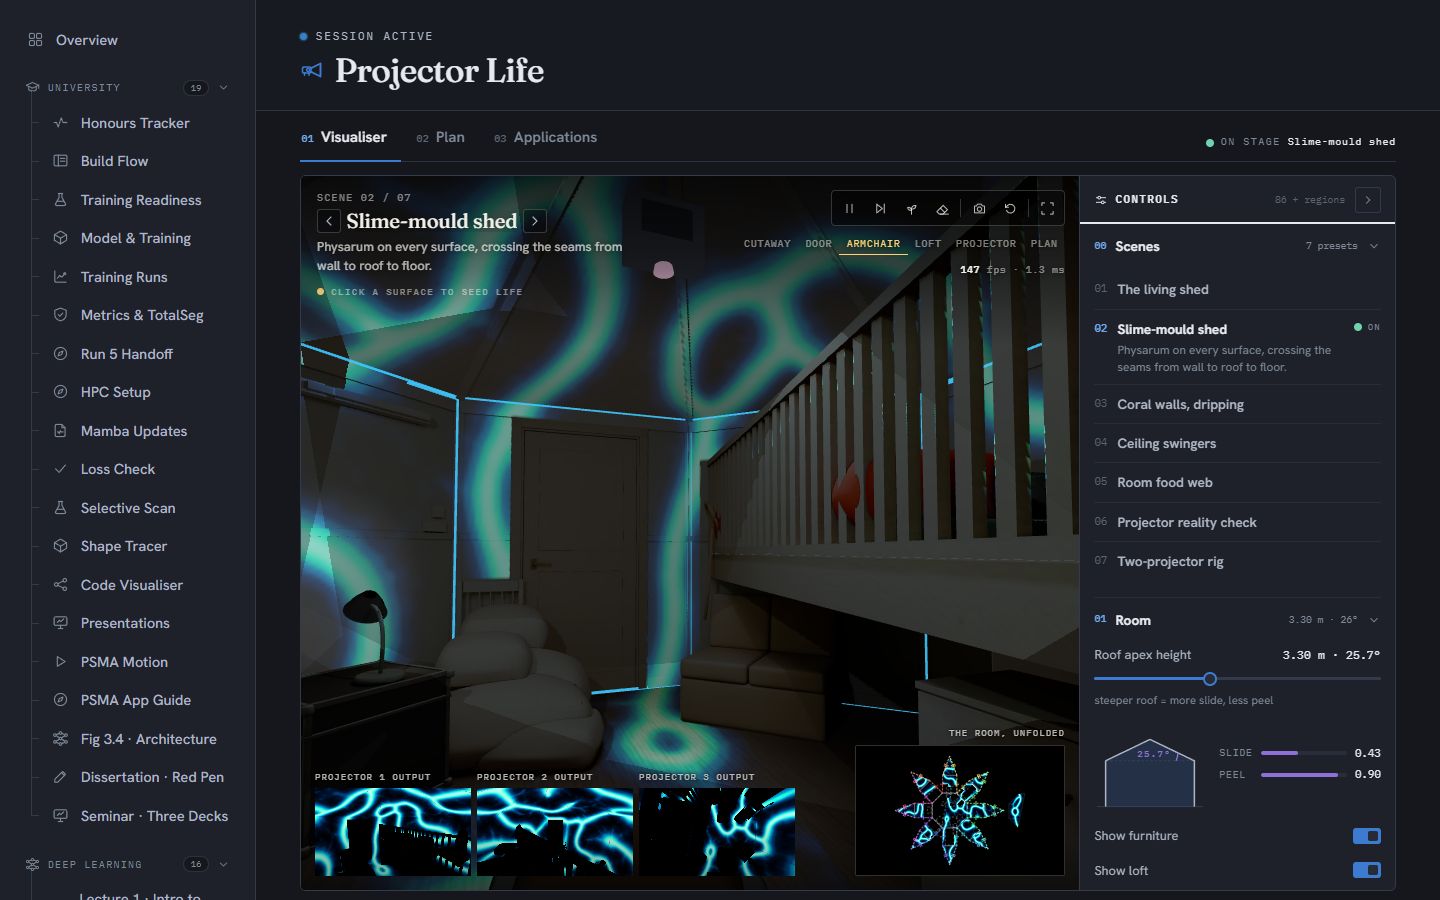 Overview
UNIVERSITY 19
Honours Tracker
Build Flow
Training Readiness
Model & Training
Training Runs
Metrics & TotalSeg
Run 5 Handoff
HPC Setup
Mamba Updates
Loss Check
Selective Scan
Shape Tracer
Code Visualiser
Presentations
PSMA Motion
PSMA App Guide
Fig 3.4 · Architecture
Dissertation · Red Pen
Seminar · Three Decks
DEEP LEARNING 16
Lecture 1 · Intro to
SESSION ACTIVE
Projector Life
01 Visualiser
02 Plan
03 Applications
ON STAGE Slime-mould shed
SCENE 02 / 07
Slime-mould shed
Physarum on every surface, crossing the seams from
wall to roof to floor.
CLICK A SURFACE TO SEED LIFE
CUTAWAY DOOR ARMCHAIR LOFT PROJECTOR PLAN
147 fps · 1.3 ms
PROJECTOR 1 OUTPUT
PROJECTOR 2 OUTPUT
PROJECTOR 3 OUTPUT
THE ROOM, UNFOLDED
CONTROLS 86 + regions
00 Scenes 7 presets
01 The living shed
02 Slime-mould shed ON
Physarum on every surface, crossing the
seams from wall to roof to floor.
03 Coral walls, dripping
04 Ceiling swingers
05 Room food web
06 Projector reality check
07 Two-projector rig
01 Room 3.30 m · 26°
Roof apex height 3.30 m · 25.7°
steeper roof = more slide, less peel
25.7°
SLIDE 0.43
PEEL 0.90
Show furniture
Show loft